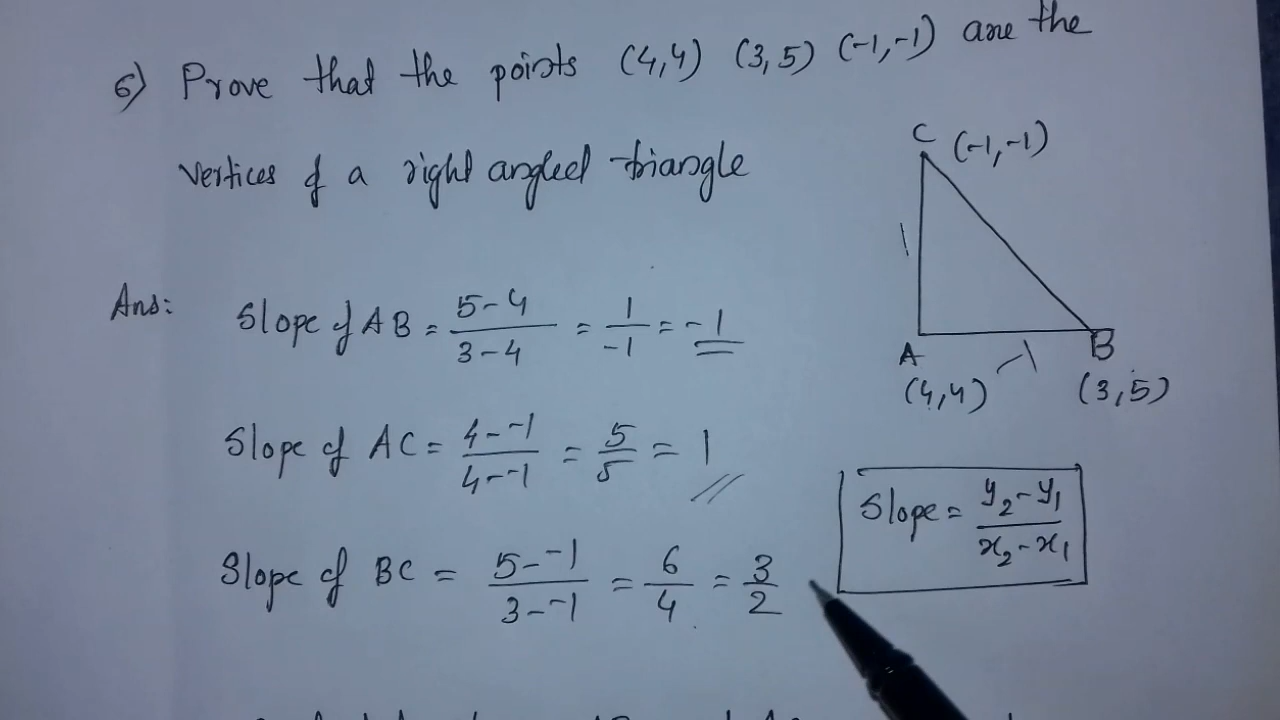 6) Prove that the points (4,4) (3,5) (-1,-1) are the
vertices of a right angled triangle
C (-1,-1)
Ans: Slope of AB = 5-4 / 3-4 = 1 / -1 = -1
1
A B
-1
(4,4) (3,5)
Slope of AC = 4--1 / 4--1 = 5 / 5 = 1
Slope = y₂-y₁ / x₂-x₁
Slope of BC = 5--1 / 3--1 = 6 / 4 = 3 / 2